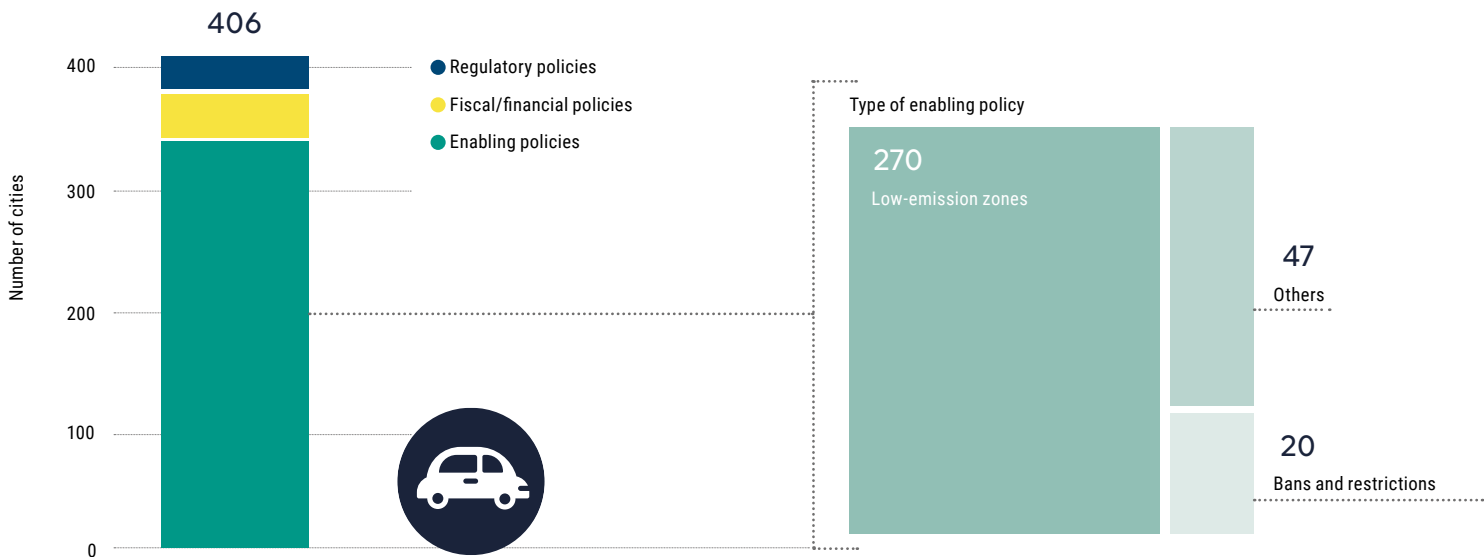 406
400
300
200
100
0
Number of cities
Regulatory policies
Fiscal/financial policies
Enabling policies
Type of enabling policy
270
Low-emission zones
47
Others
20
Bans and restrictions